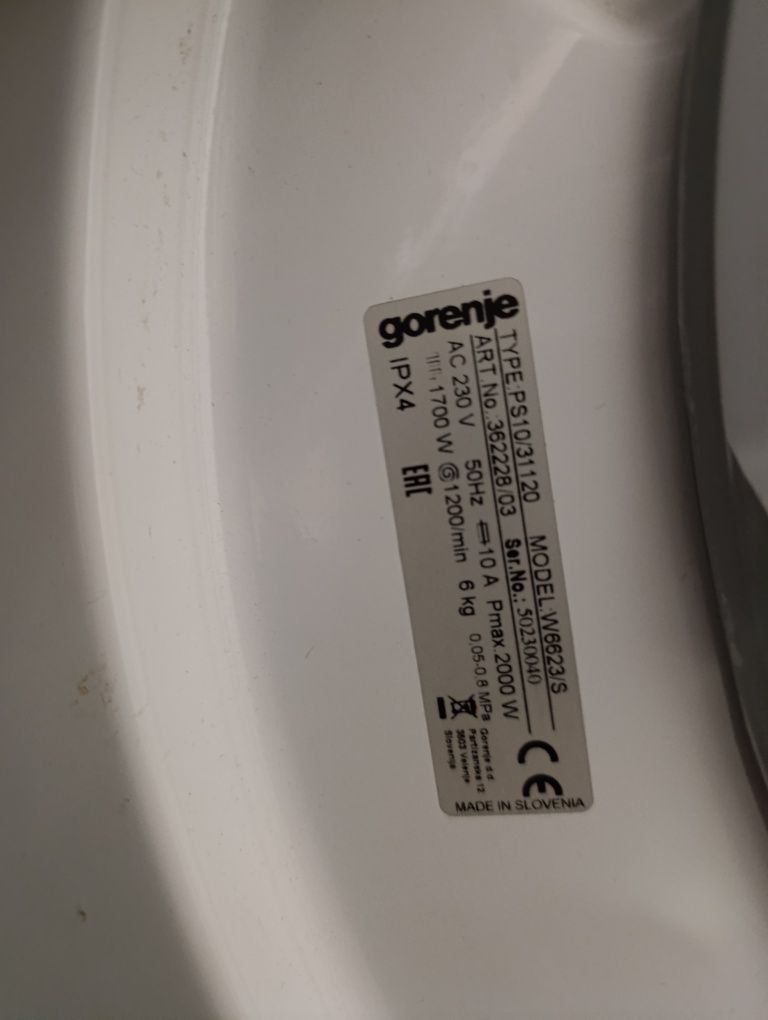 gorenje
TYPE:PS10/31120 MODEL:W6623/S
ART.No.:362228/03 Ser.No.: 50230040
AC 230 V 50Hz 10 A Pmax.2000 W
1700 W 1200/min 6 kg 0,05-0,8 MPa
IPX4 EAC
CE
Gorenje d.d.
Partizanska 12
3503 Velenje
Slovenija
MADE IN SLOVENIA